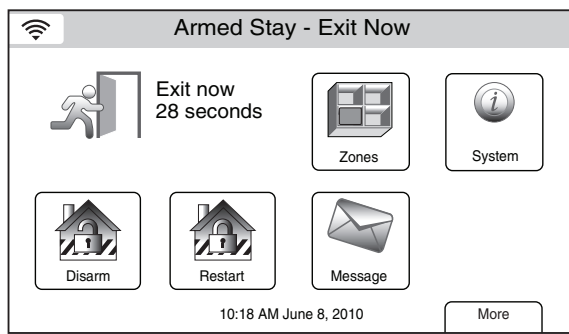 Armed Stay - Exit Now
Exit now
28 seconds
Zones
System
Disarm
Restart
Message
10:18 AM June 8, 2010
More